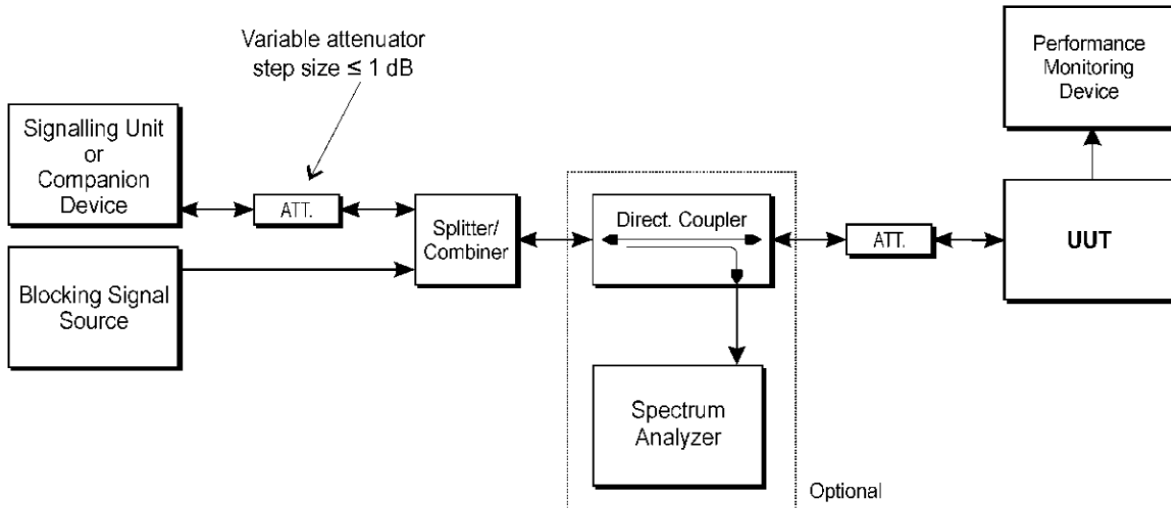 Variable attenuator
step size ≤ 1 dB
Performance
Monitoring
Device
Signalling Unit
or
Companion
Device
ATT.
Splitter/
Combiner
Direct. Coupler
ATT.
UUT
Blocking Signal
Source
Spectrum
Analyzer
Optional